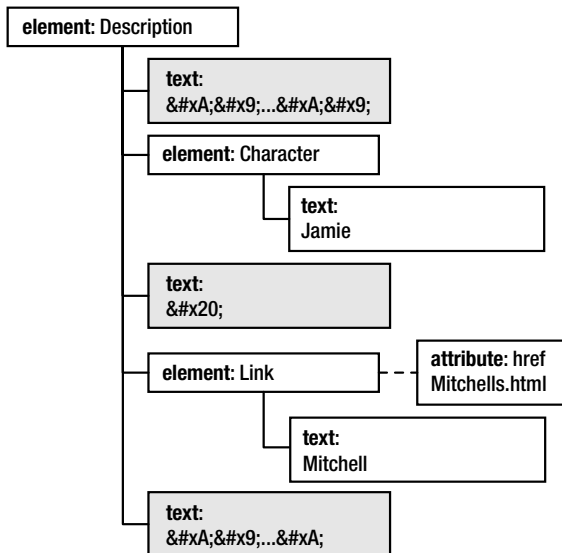 element: Description
text:
&#xA;&#x9;...&#xA;&#x9;
element: Character
text:
Jamie
text:
&#x20;
element: Link
attribute: href
Mitchells.html
text:
Mitchell
text:
&#xA;&#x9;...&#xA;